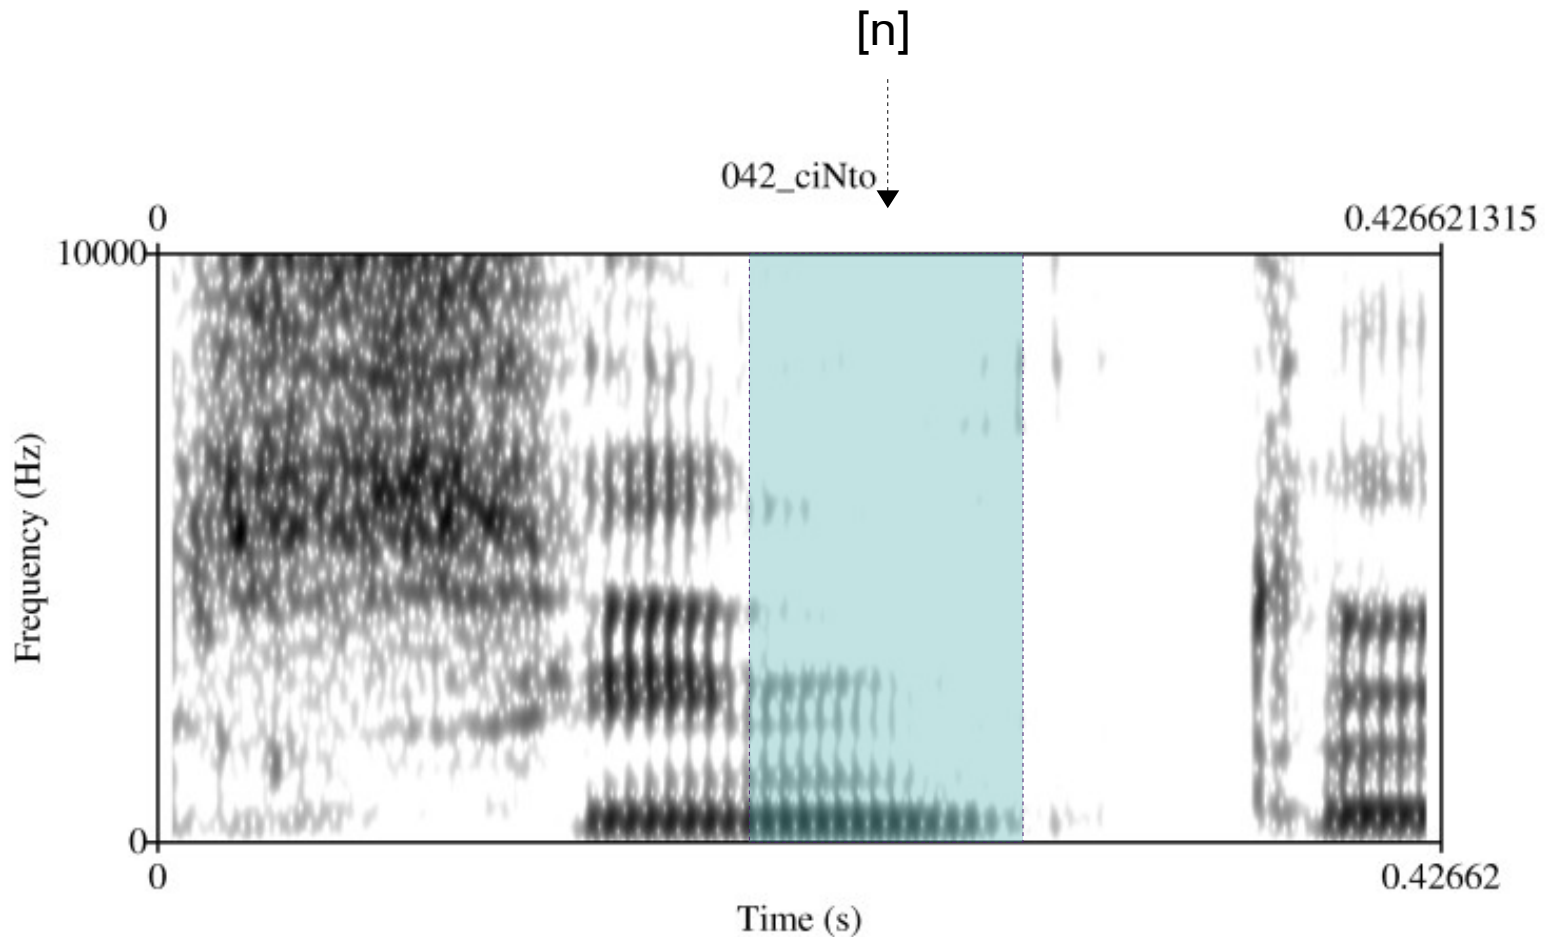 [n]
042_ciNto
0 0.426621315
10000
Frequency (Hz)
0
0 0.42662
Time (s)